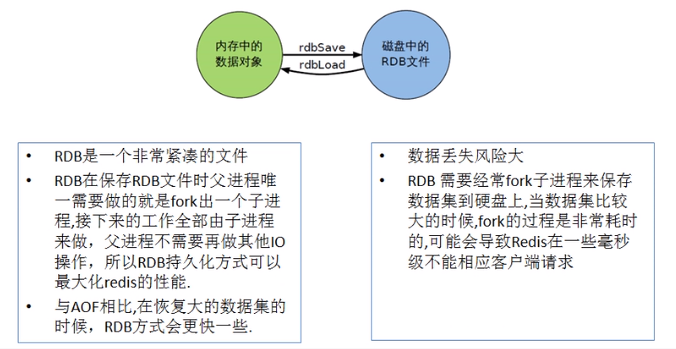 内存中的
数据对象
rdbSave
rdbLoad
磁盘中的
RDB文件
• RDB是一个非常紧凑的文件
• RDB在保存RDB文件时父进程唯
一需要做的就是fork出一个子进
程,接下来的工作全部由子进程
来做，父进程不需要再做其他IO
操作，所以RDB持久化方式可以
最大化redis的性能.
• 与AOF相比,在恢复大的数据集的
时候，RDB方式会更快一些.
• 数据丢失风险大
• RDB 需要经常fork子进程来保存
数据集到硬盘上,当数据集比较
大的时候,fork的过程是非常耗时
的,可能会导致Redis在一些毫秒
级不能相应客户端请求